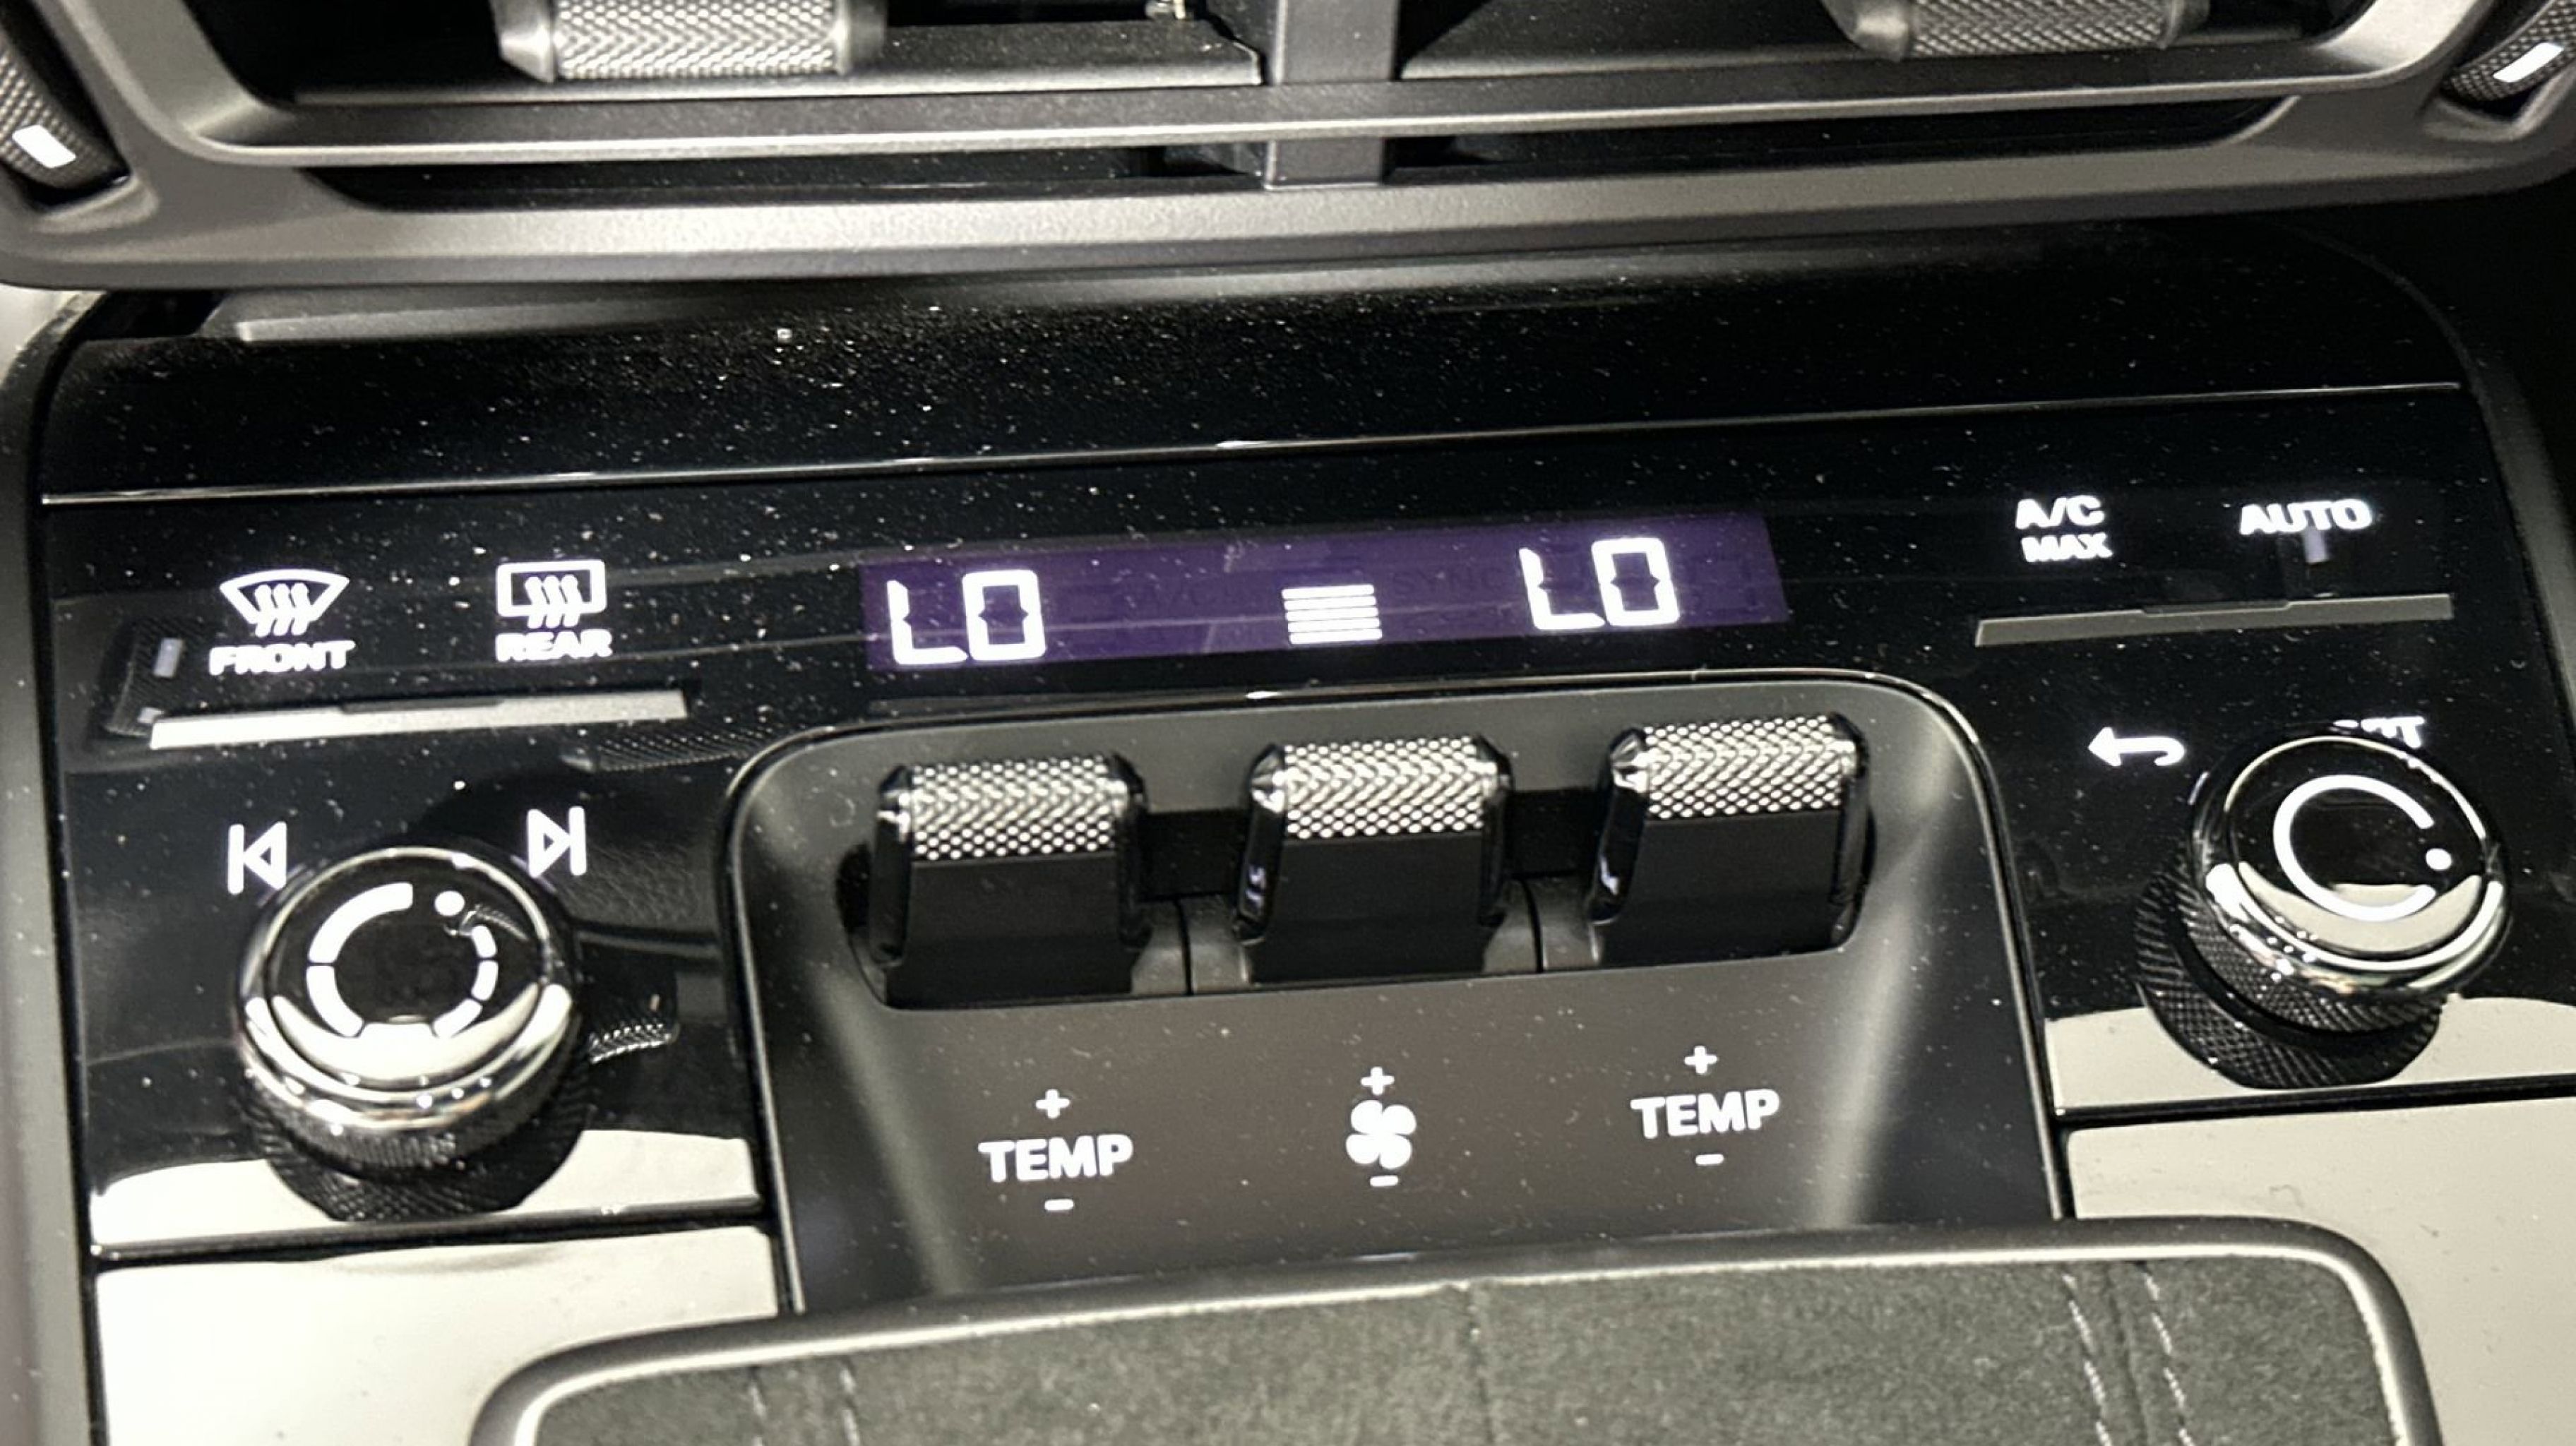 FRONT
REAR
LO
LO
A/C
MAX
AUTO
+
TEMP
-
+
-
+
TEMP
-